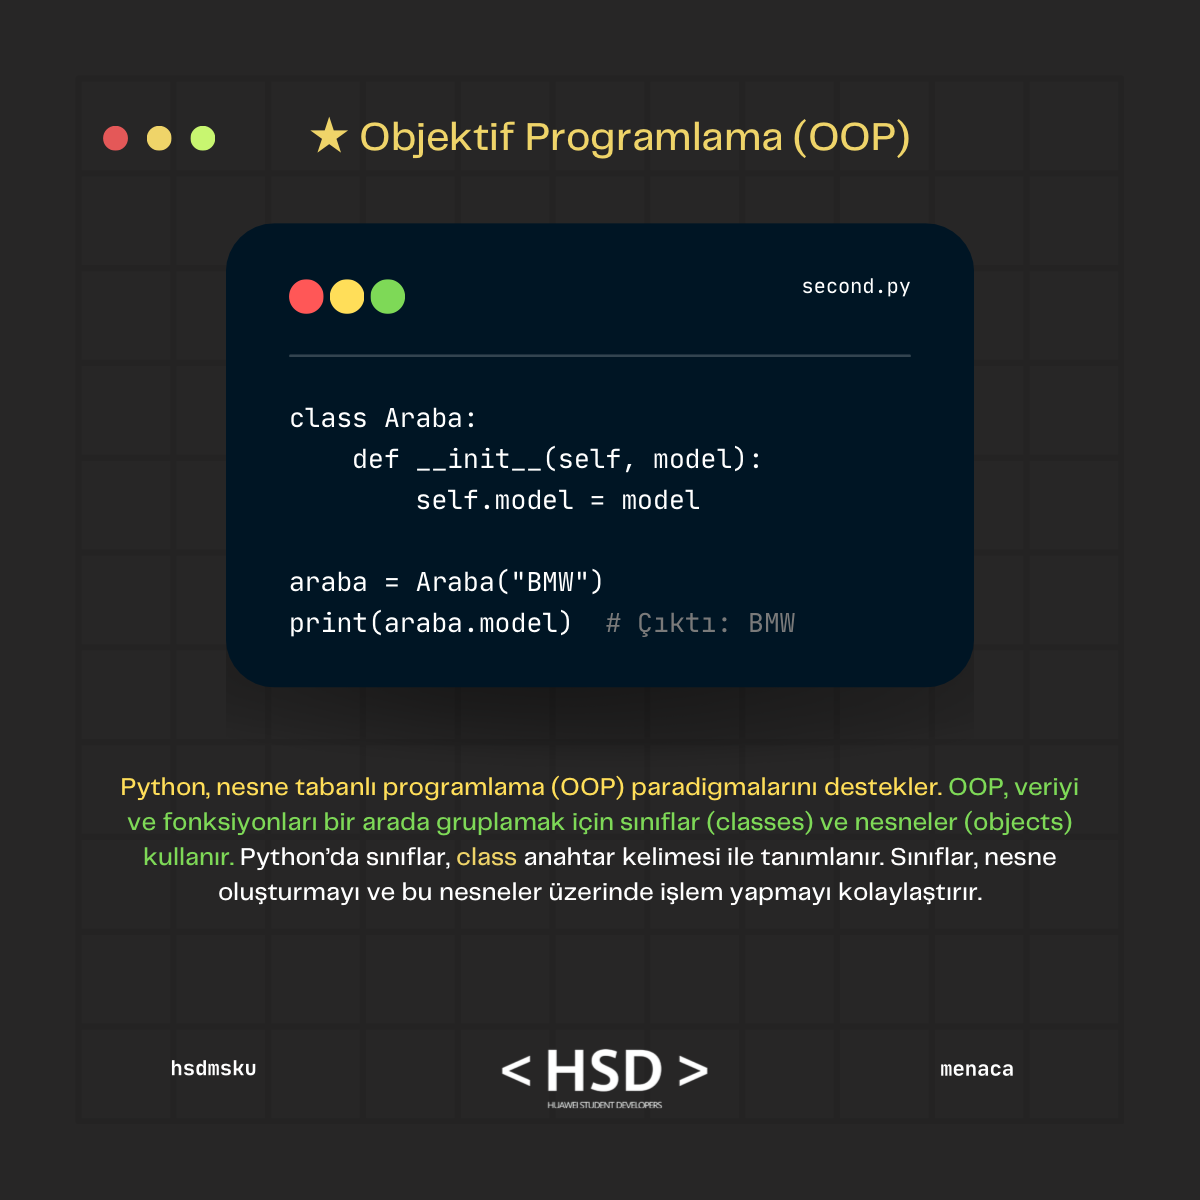 ★ Objektif Programlama (OOP)
second.py
class Araba:
    def __init__(self, model):
        self.model = model
araba = Araba("BMW")
print(araba.model)  # Çıktı: BMW
Python, nesne tabanlı programlama (OOP) paradigmalarını destekler. OOP, veriyi
ve fonksiyonları bir arada gruplamak için sınıflar (classes) ve nesneler (objects)
kullanır. Python’da sınıflar, class anahtar kelimesi ile tanımlanır. Sınıflar, nesne
oluşturmayı ve bu nesneler üzerinde işlem yapmayı kolaylaştırır.
hsdmsku
< HSD >
HUAWEI STUDENT DEVELOPERS
menaca